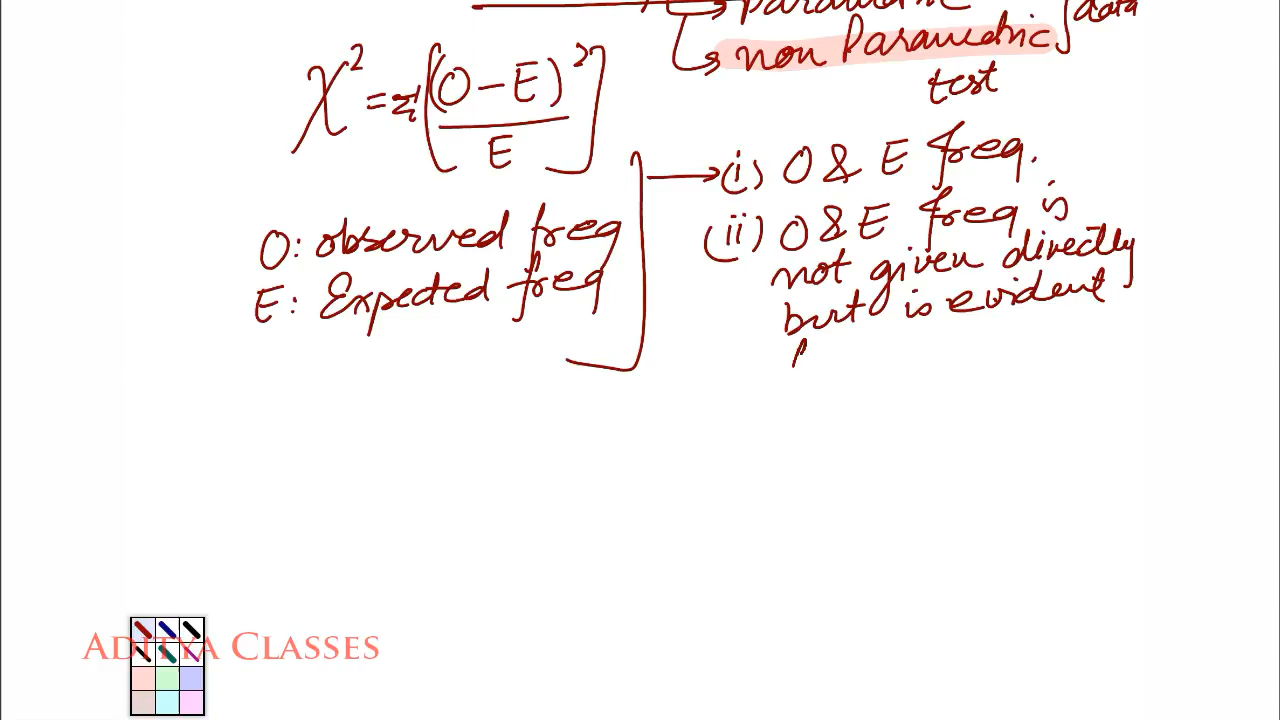 Parametric
data
non Parametric
test
χ² = Σ[(O – E)²/E]
O: observed freq
E: Expected freq
(i) O & E freq.
(ii) O & E freq is
not given directly
but is evident
ADITYA CLASSES